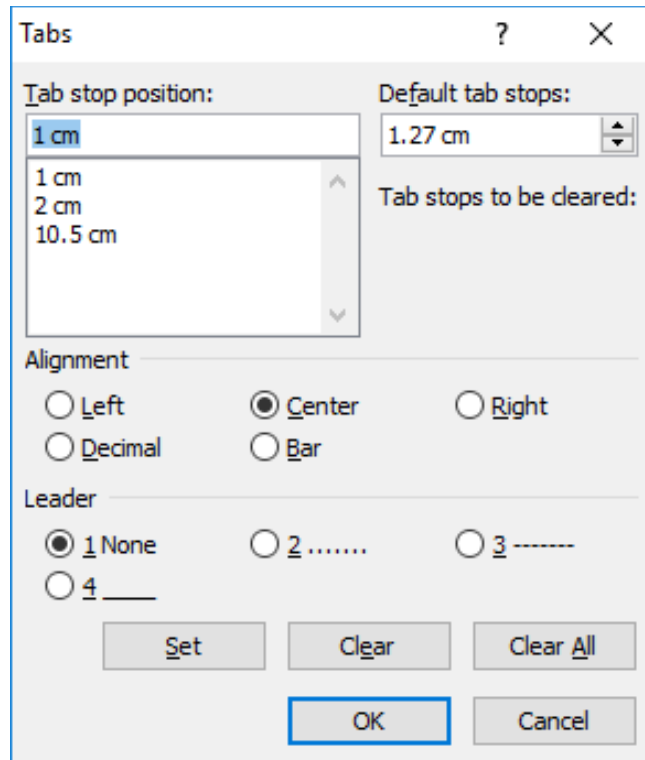 Tabs ?
Tab stop position: Default tab stops:
1 cm 1.27 cm
1 cm
2 cm
10.5 cm
Tab stops to be cleared:
Alignment
Left Center Right
Decimal Bar
Leader
1 None 2 ....... 3 -------
4 ____
Set Clear Clear All
OK Cancel